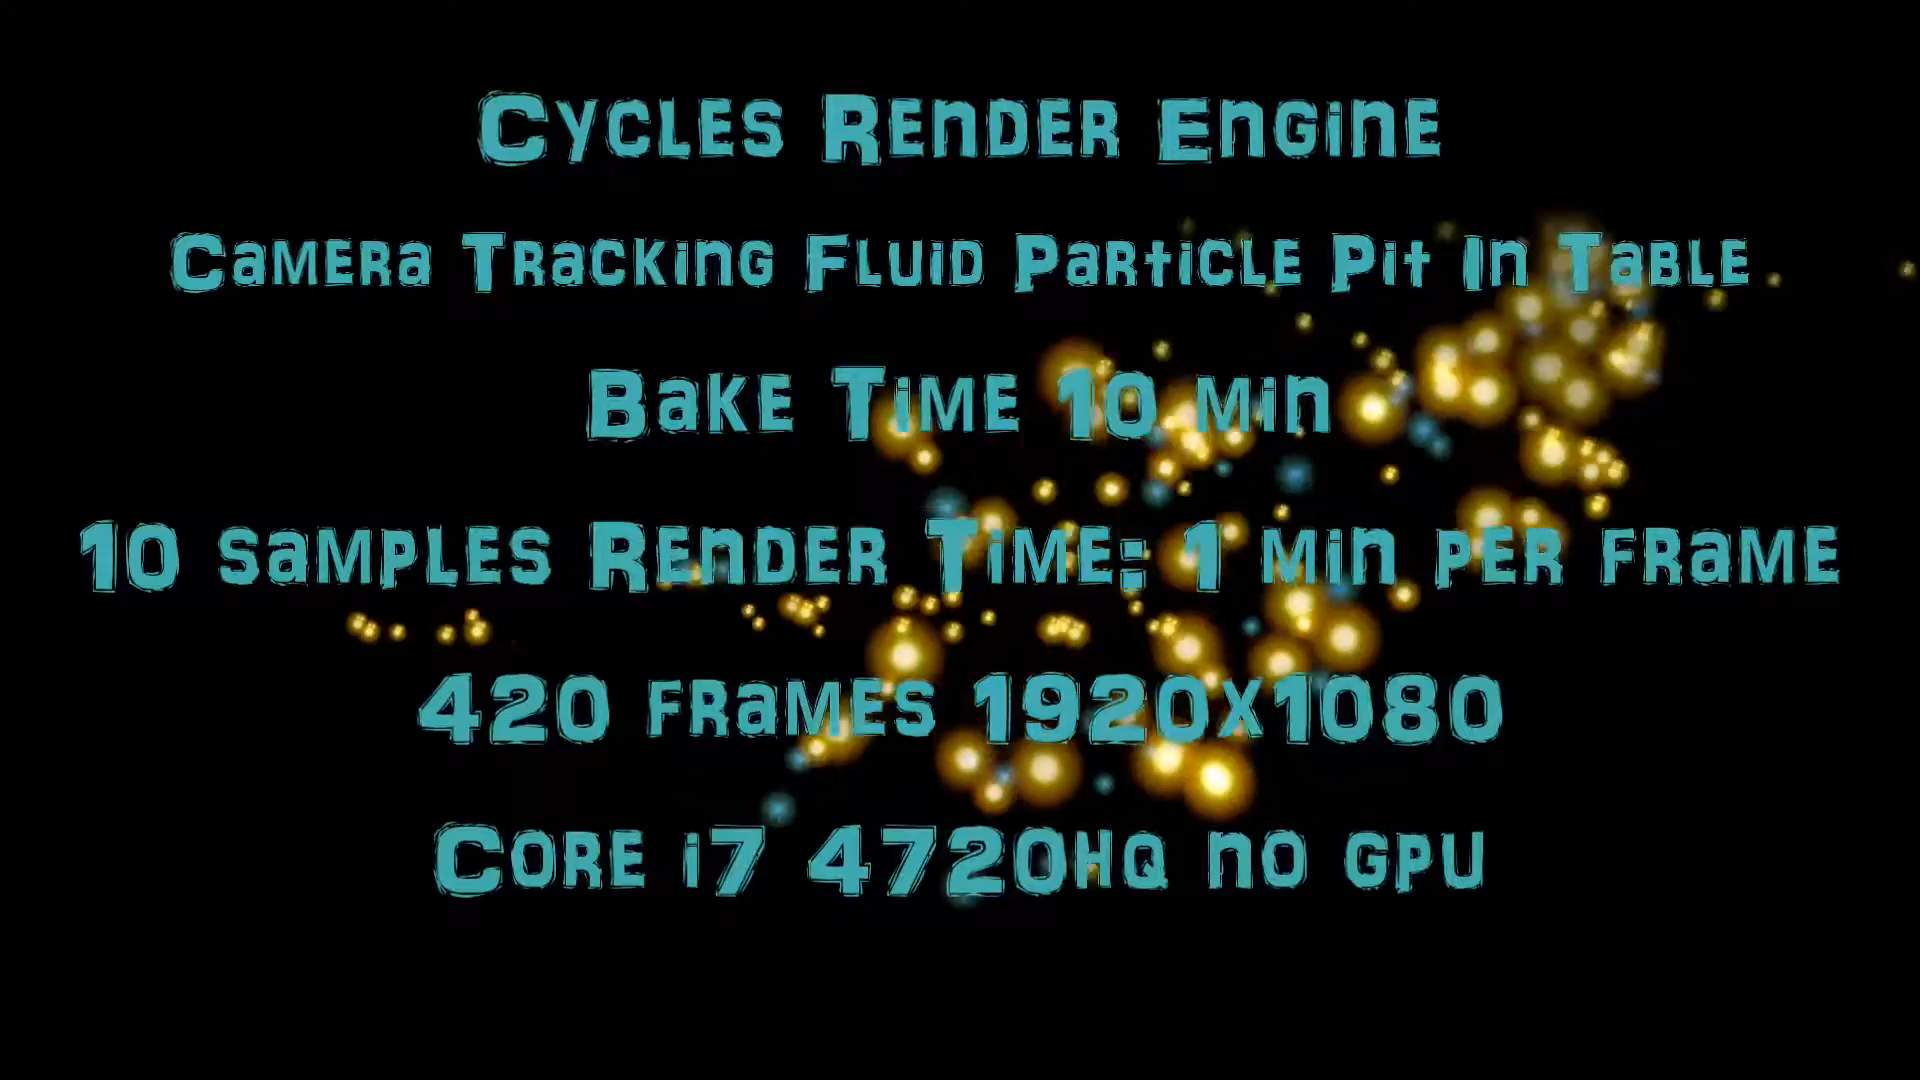 Cycles Render Engine
Camera Tracking Fluid Particle Pit In Table
Bake Time 10 min
10 samples Render Time: 1 min per frame
420 frames 1920x1080
Core i7 4720HQ no gpu